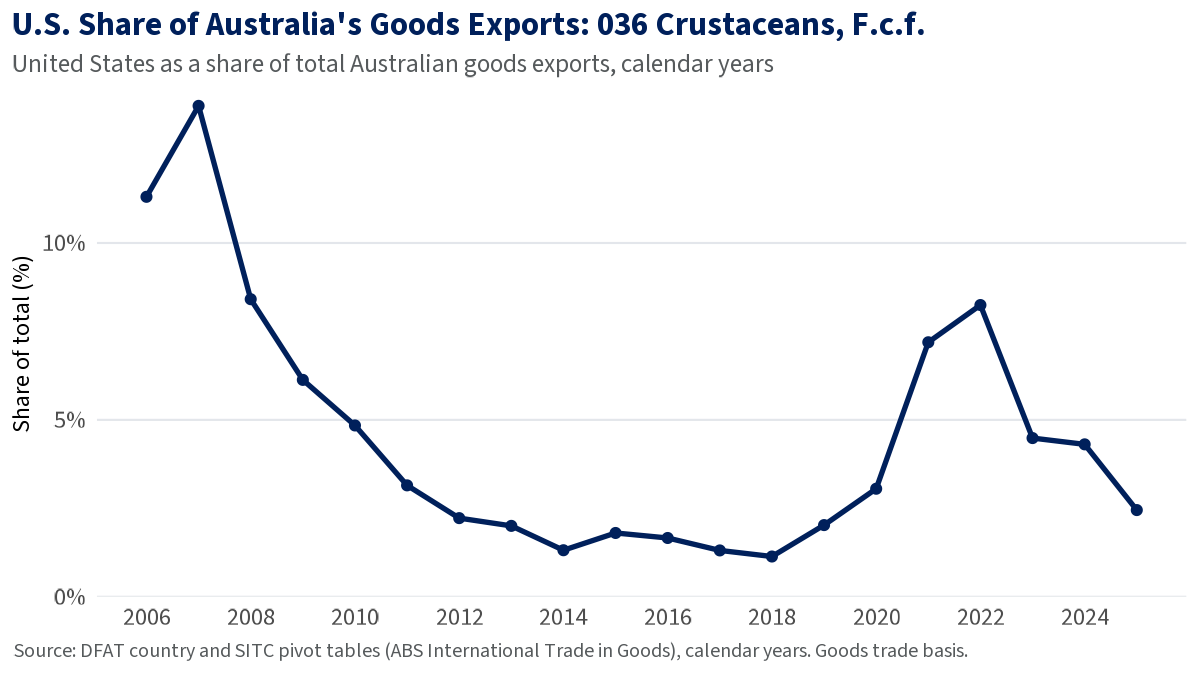 U.S. Share of Australia's Goods Exports: 036 Crustaceans, F.c.f.
United States as a share of total Australian goods exports, calendar years
Share of total (%)
10%
5%
0%
2006 2008 2010 2012 2014 2016 2018 2020 2022 2024
Source: DFAT country and SITC pivot tables (ABS International Trade in Goods), calendar years. Goods trade basis.